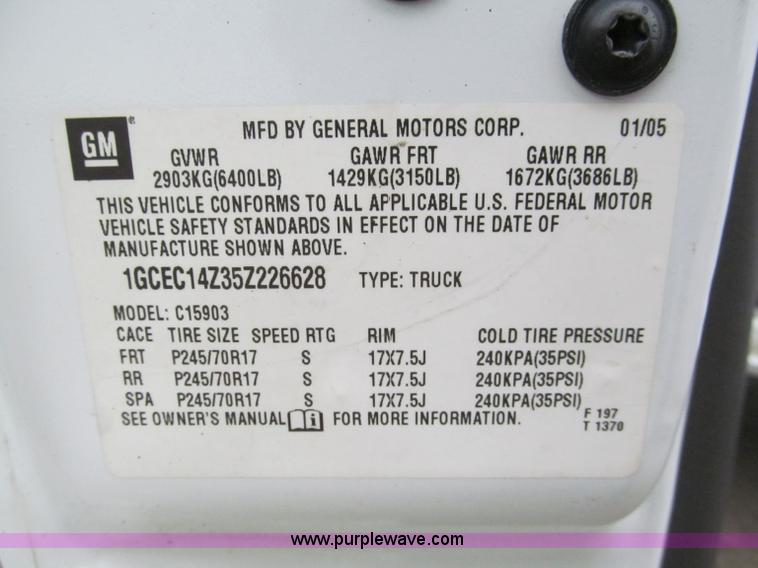 GM ® MFD BY GENERAL MOTORS CORP. 01/05
GVWR GAWR FRT GAWR RR
2903KG(6400LB) 1429KG(3150LB) 1672KG(3686LB)
THIS VEHICLE CONFORMS TO ALL APPLICABLE U.S. FEDERAL MOTOR
VEHICLE SAFETY STANDARDS IN EFFECT ON THE DATE OF
MANUFACTURE SHOWN ABOVE.
1GCEC14Z35Z226628 TYPE: TRUCK
MODEL: C15903
CACE TIRE SIZE SPEED RTG RIM COLD TIRE PRESSURE
FRT P245/70R17 S 17X7.5J 240KPA(35PSI)
RR P245/70R17 S 17X7.5J 240KPA(35PSI)
SPA P245/70R17 S 17X7.5J 240KPA(35PSI)
SEE OWNER'S MANUAL i FOR MORE INFORMATION. F 197
T 1370
www.purplewave.com